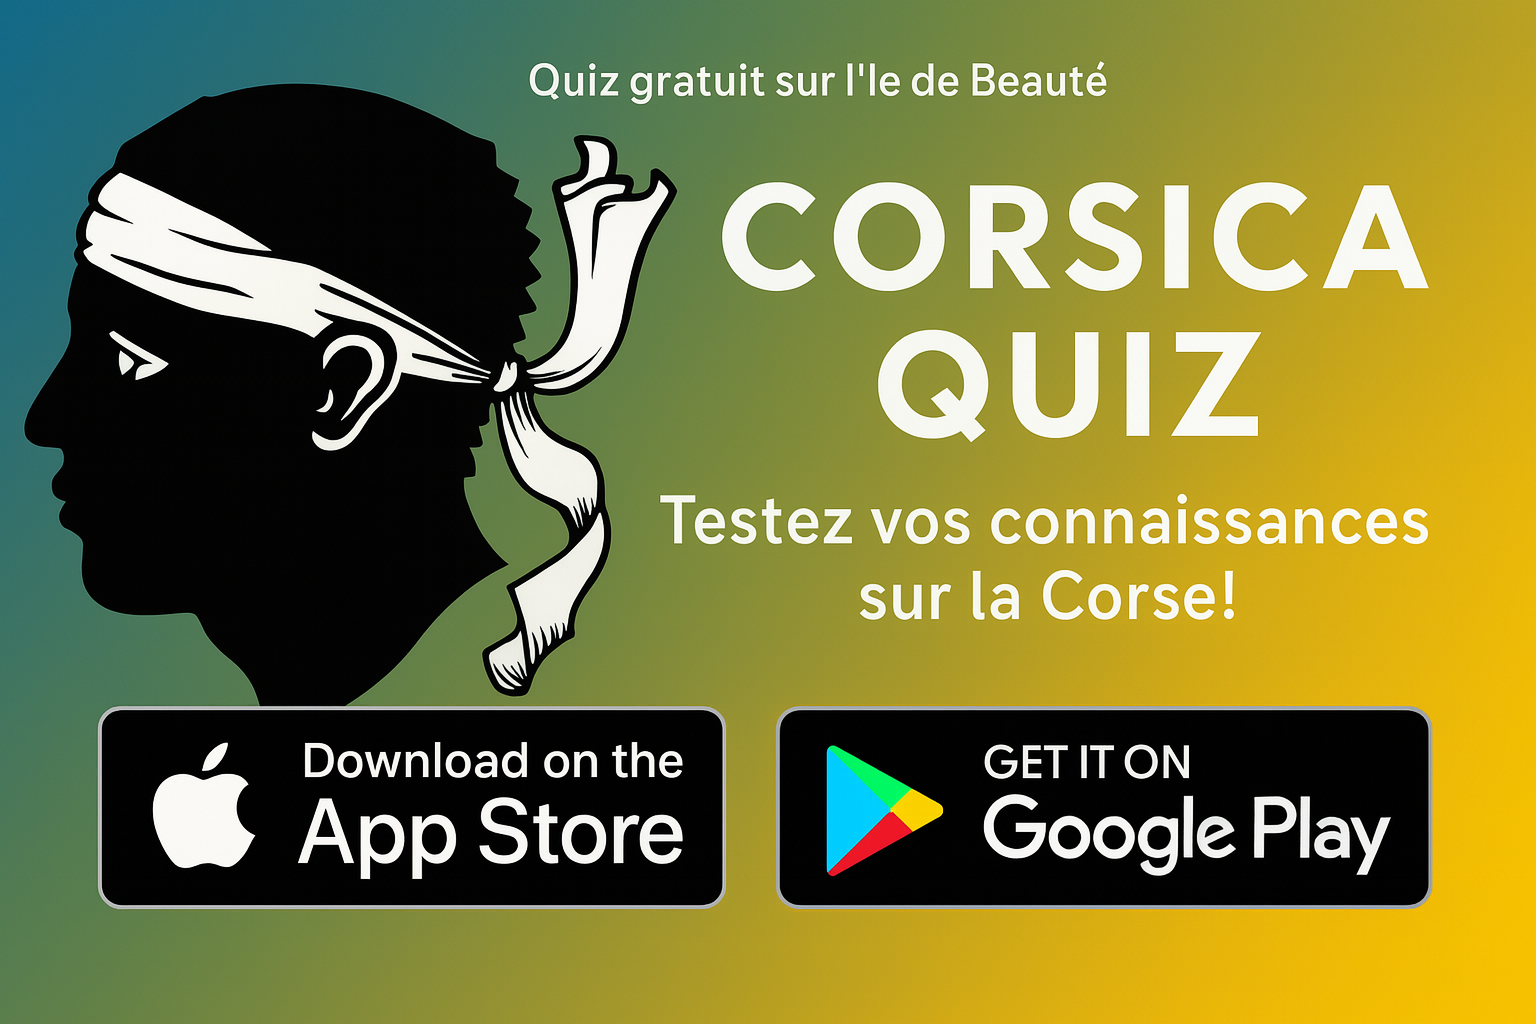 Quiz gratuit sur l'le de Beauté
CORSICA
QUIZ
Testez vos connaissances
sur la Corse!
Download on the
App Store
GET IT ON
Google Play